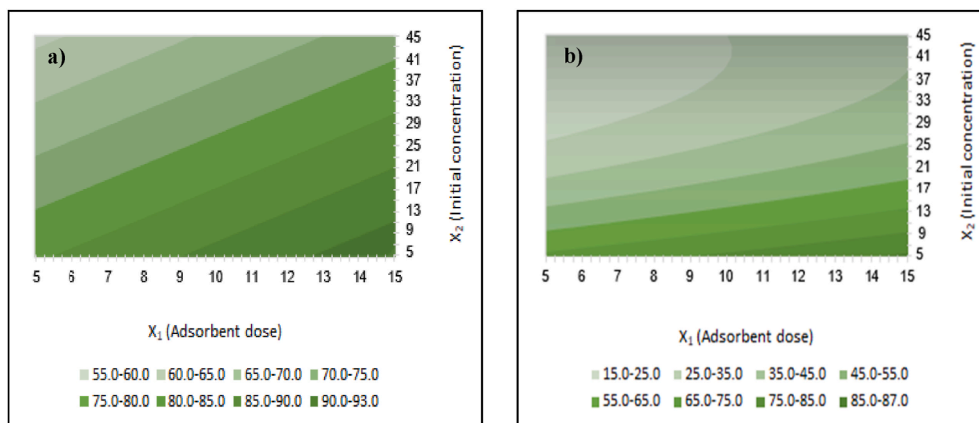 a)
45
41
37
33
29
25
21
17
13
9
5
X₂ (Initial concentration)
5 6 7 8 9 10 11 12 13 14 15
X₁ (Adsorbent dose)
55.0-60.0 60.0-65.0 65.0-70.0 70.0-75.0
75.0-80.0 80.0-85.0 85.0-90.0 90.0-93.0
b)
45
41
37
33
29
25
21
17
13
9
5
X₂ (Initial concentration)
5 6 7 8 9 10 11 12 13 14 15
X₁ (Adsorbent dose)
15.0-25.0 25.0-35.0 35.0-45.0 45.0-55.0
55.0-65.0 65.0-75.0 75.0-85.0 85.0-87.0